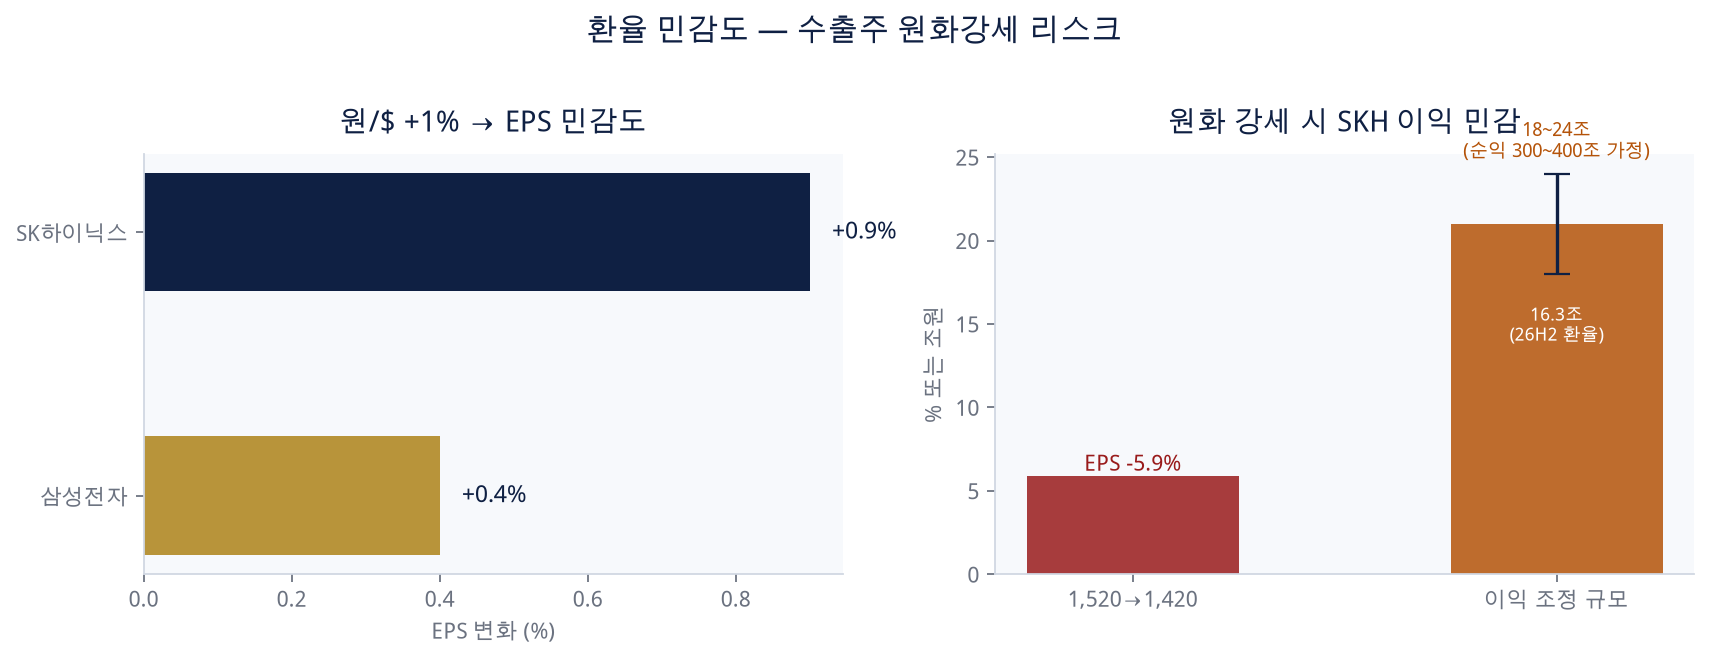 환율 민감도 — 수출주 원화강세 리스크
원/$ +1% → EPS 민감도
SK하이닉스
+0.9%
삼성전자
+0.4%
0.0 0.2 0.4 0.6 0.8
EPS 변화 (%)
원화 강세 시 SKH 이익 민감
18~24조
(순익 300~400조 가정)
% 또는 조원
25
20
15
10
5
0
16.3조
(26H2 환율)
EPS -5.9%
1,520→1,420
이익 조정 규모